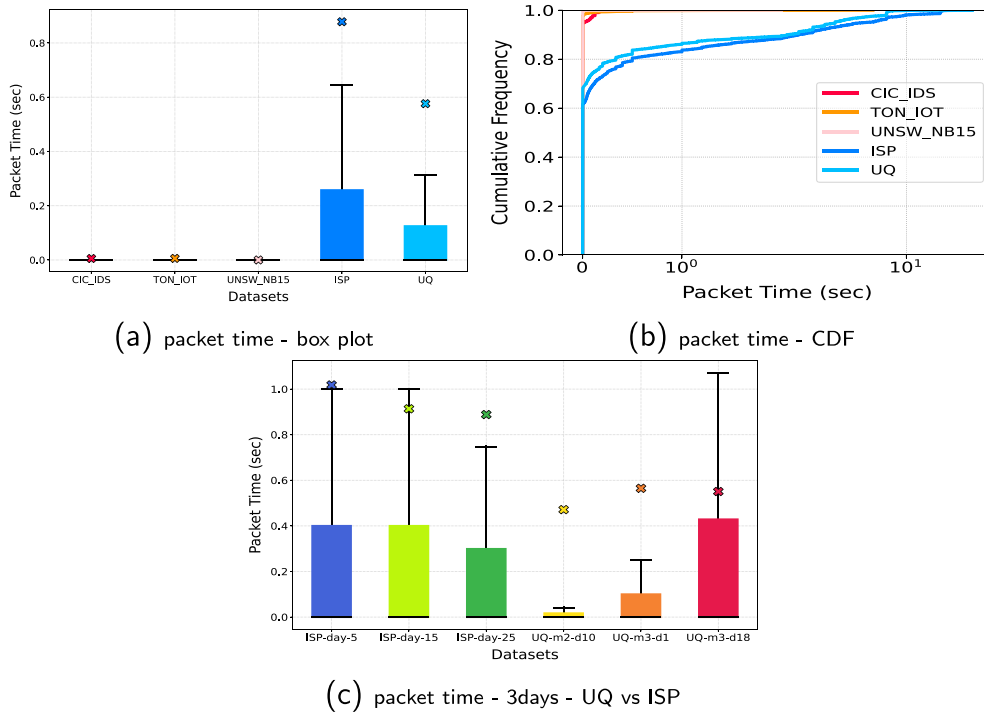 0.8
0.6
0.4
0.2
0.0
Packet Time (sec)
CIC_IDS TON_IOT UNSW_NB15 ISP UQ
Datasets
(a) packet time - box plot
1.0
0.8
0.6
0.4
0.2
0.0
Cumulative Frequency
CIC_IDS
TON_IOT
UNSW_NB15
ISP
UQ
0 10⁰ 10¹
Packet Time (sec)
(b) packet time - CDF
1.0
0.8
0.6
0.4
0.2
0.0
Packet Time (sec)
ISP-day-5 ISP-day-15 ISP-day-25 UQ-m2-d10 UQ-m3-d1 UQ-m3-d18
Datasets
(c) packet time - 3days - UQ vs ISP